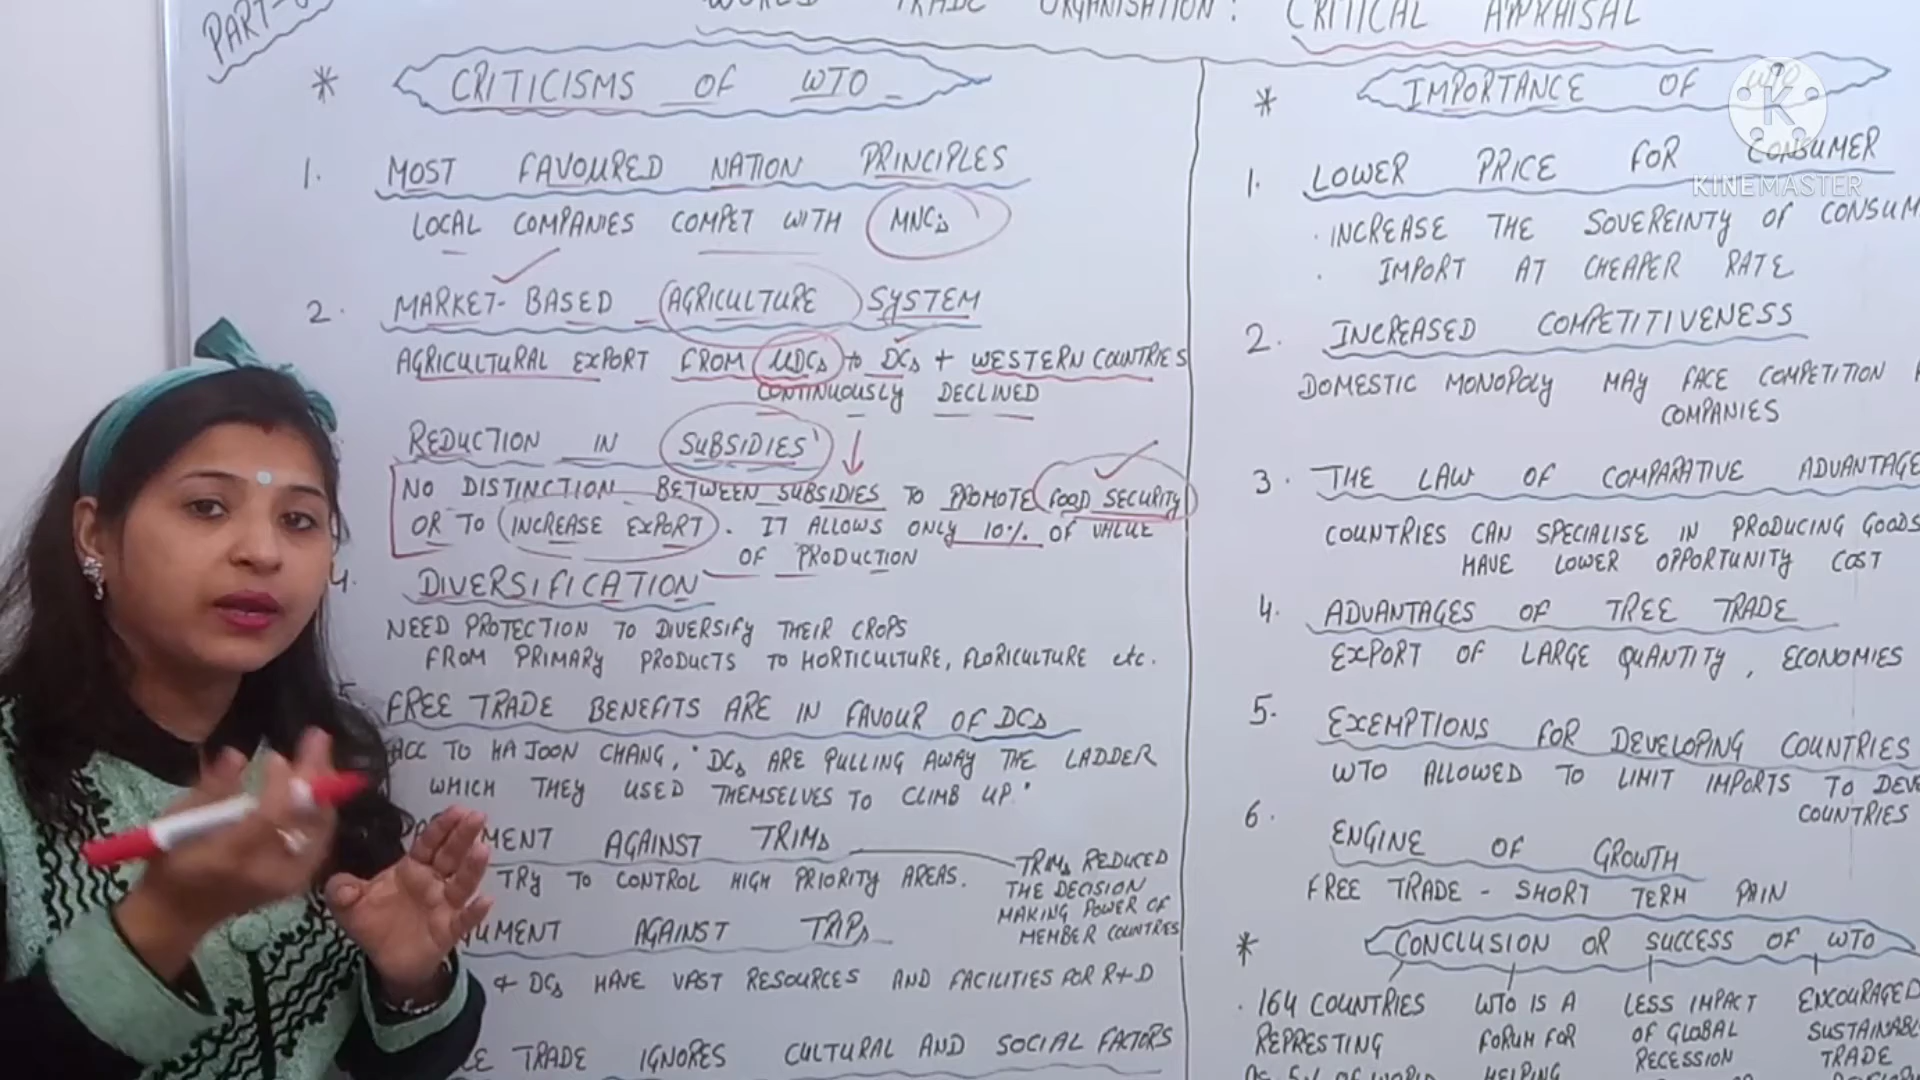 PART-
WORLD TRADE ORGANISATION: CRITICAL APPRAISAL
* CRITICISMS OF WTO
1. MOST FAVOURED NATION PRINCIPLES
LOCAL COMPANIES COMPET WITH MNCs
2. MARKET-BASED AGRICULTURE SYSTEM
AGRICULTURAL EXPORT FROM UDCs to DCs + WESTERN COUNTRIES
CONTINUOUSLY DECLINED
REDUCTION IN SUBSIDIES'
NO DISTINCTION BETWEEN SUBSIDIES TO PROMOTE FOOD SECURITY
OR TO INCREASE EXPORT. IT ALLOWS ONLY 10% OF VALUE
OF PRODUCTION
4. DIVERSIFICATION
NEED PROTECTION TO DIVERSIFY THEIR CROPS
FROM PRIMARY PRODUCTS TO HORTICULTURE, FLORICULTURE etc.
5 FREE TRADE BENEFITS ARE IN FAVOUR OF DCs
ACC TO HA JOON CHANG, "DCs ARE PULLING AWAY THE LADDER
WHICH THEY USED THEMSELVES TO CLIMB UP."
MENT AGAINST TRIMs
TRY TO CONTROL HIGH PRIORITY AREAS.
TRIMs REDUCED
THE DECISION
MAKING POWER OF
MEMBER COUNTRIES
UMENT AGAINST TRIPs
& DCs HAVE VAST RESOURCES AND FACILITIES FOR R+D
E TRADE IGNORES CULTURAL AND SOCIAL FACTORS
* IMPORTANCE OF WTO
K
KINEMASTER
1. LOWER PRICE FOR CONSUMER
· INCREASE THE SOVEREINTY OF CONSUM
· IMPORT AT CHEAPER RATE
2. INCREASED COMPETITIVENESS
DOMESTIC MONOPOLY MAY FACE COMPETITION
COMPANIES
3. THE LAW OF COMPARATIVE ADVANTAGE
COUNTRIES CAN SPECIALISE IN PRODUCING GOODS
HAVE LOWER OPPORTUNITY COST
4. ADVANTAGES OF TREE TRADE
EXPORT OF LARGE QUANTITY, ECONOMIES
5. EXEMPTIONS FOR DEVELOPING COUNTRIES
WTO ALLOWED TO LIMIT IMPORTS TO DEVE
COUNTRIES
6. ENGINE OF GROWTH
FREE TRADE - SHORT TERM PAIN
* CONCLUSION OR SUCCESS OF WTO
· 164 COUNTRIES
REPRESTING
WTO IS A
FORUM FOR
HELPING
LESS IMPACT
OF GLOBAL
RECESSION
ENCOURAGED
SUSTAINABL
TRADE